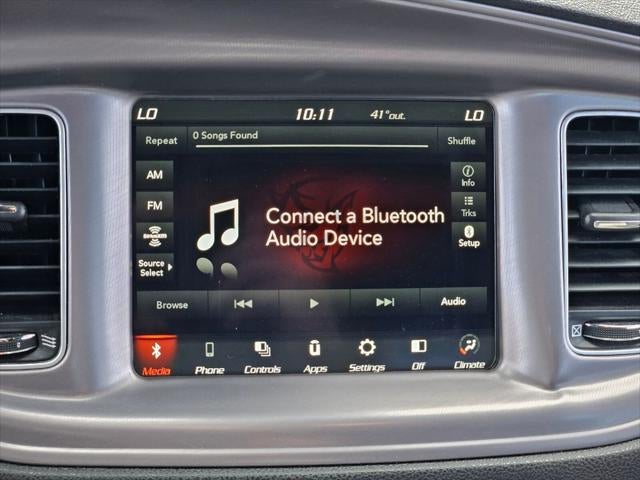 LO 10:11 41°out. LO
Repeat 0 Songs Found Shuffle
AM
FM
SiriusXM
Source
Select
Connect a Bluetooth
Audio Device
Info
Trks
Setup
Browse Audio
Media Phone Controls Apps Settings Off Climate